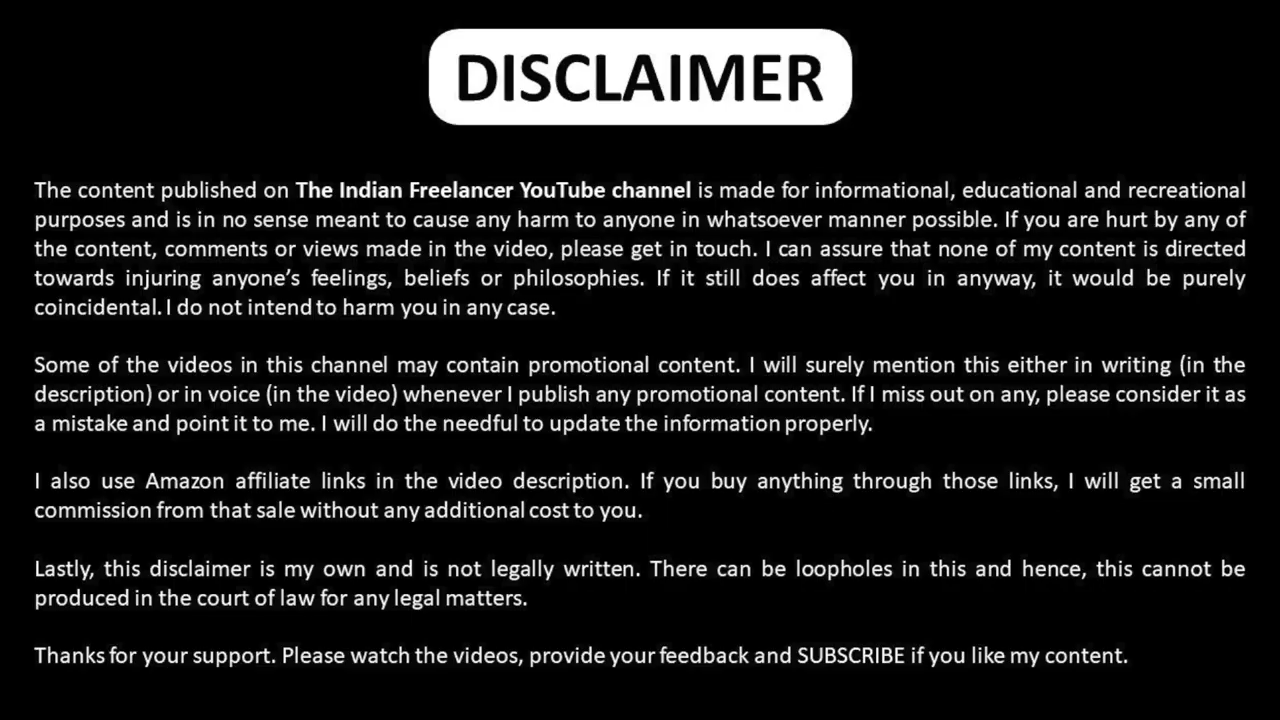 DISCLAIMER
The content published on The Indian Freelancer YouTube channel is made for informational, educational and recreational
purposes and is in no sense meant to cause any harm to anyone in whatsoever manner possible. If you are hurt by any of
the content, comments or views made in the video, please get in touch. I can assure that none of my content is directed
towards injuring anyone’s feelings, beliefs or philosophies. If it still does affect you in anyway, it would be purely
coincidental. I do not intend to harm you in any case.
Some of the videos in this channel may contain promotional content. I will surely mention this either in writing (in the
description) or in voice (in the video) whenever I publish any promotional content. If I miss out on any, please consider it as
a mistake and point it to me. I will do the needful to update the information properly.
I also use Amazon affiliate links in the video description. If you buy anything through those links, I will get a small
commission from that sale without any additional cost to you.
Lastly, this disclaimer is my own and is not legally written. There can be loopholes in this and hence, this cannot be
produced in the court of law for any legal matters.
Thanks for your support. Please watch the videos, provide your feedback and SUBSCRIBE if you like my content.